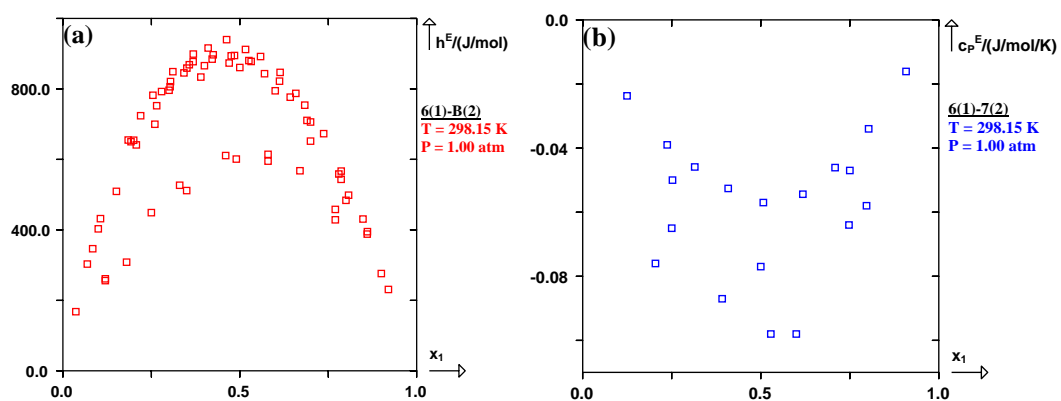 (a)
h^E/(J/mol)
800.0
6(1)-B(2)
T = 298.15 K
P = 1.00 atm
400.0
x₁
0.0
0.0
0.5
1.0
(b)
-0.0
c_P^E/(J/mol/K)
6(1)-7(2)
T = 298.15 K
P = 1.00 atm
-0.04
-0.08
x₁
0.0
0.5
1.0